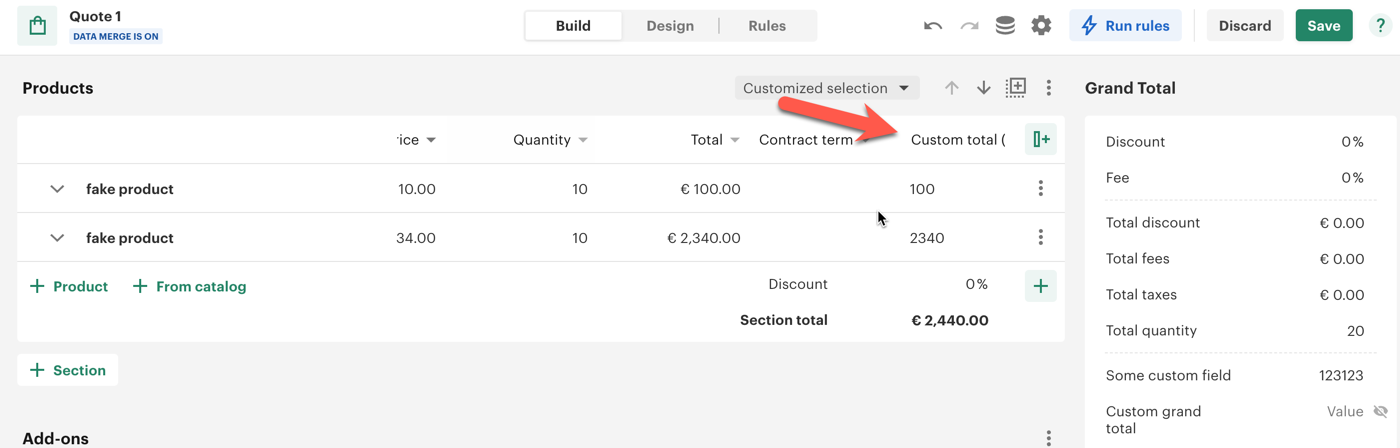 Quote 1
DATA MERGE IS ON
Build
Design
Rules
Run rules
Discard
Save
?
Products
Customized selection
Grand Total
rice
Quantity
Total
Contract term
Custom total (
fake product
10.00
10
€ 100.00
100
fake product
34.00
10
€ 2,340.00
2340
+ Product
+ From catalog
Discount
0%
Section total
€ 2,440.00
+ Section
Add-ons
Discount
0%
Fee
0%
Total discount
€ 0.00
Total fees
€ 0.00
Total taxes
€ 0.00
Total quantity
20
Some custom field
123123
Custom grand
total
Value